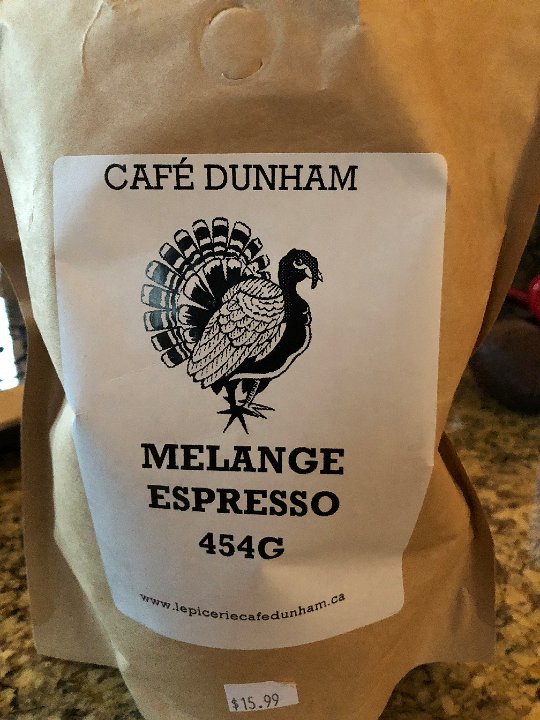 CAFÉ DUNHAM
MELANGE
ESPRESSO
454G
www.lepiceriecafedunham.ca
$15.99